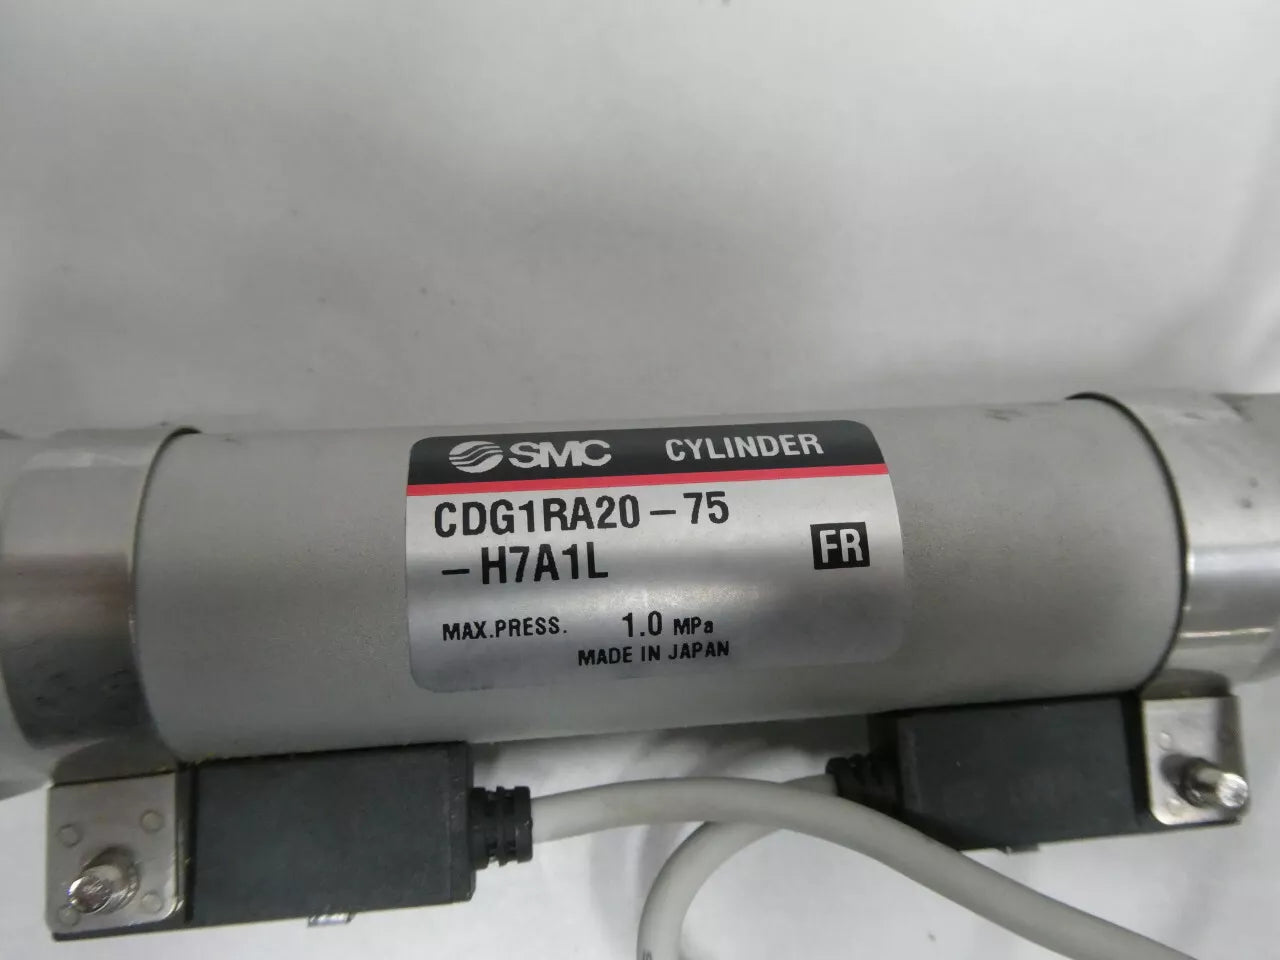 SMC CYLINDER
CDG1RA20-75
-H7A1L FR
MAX.PRESS. 1.0 MPa
MADE IN JAPAN